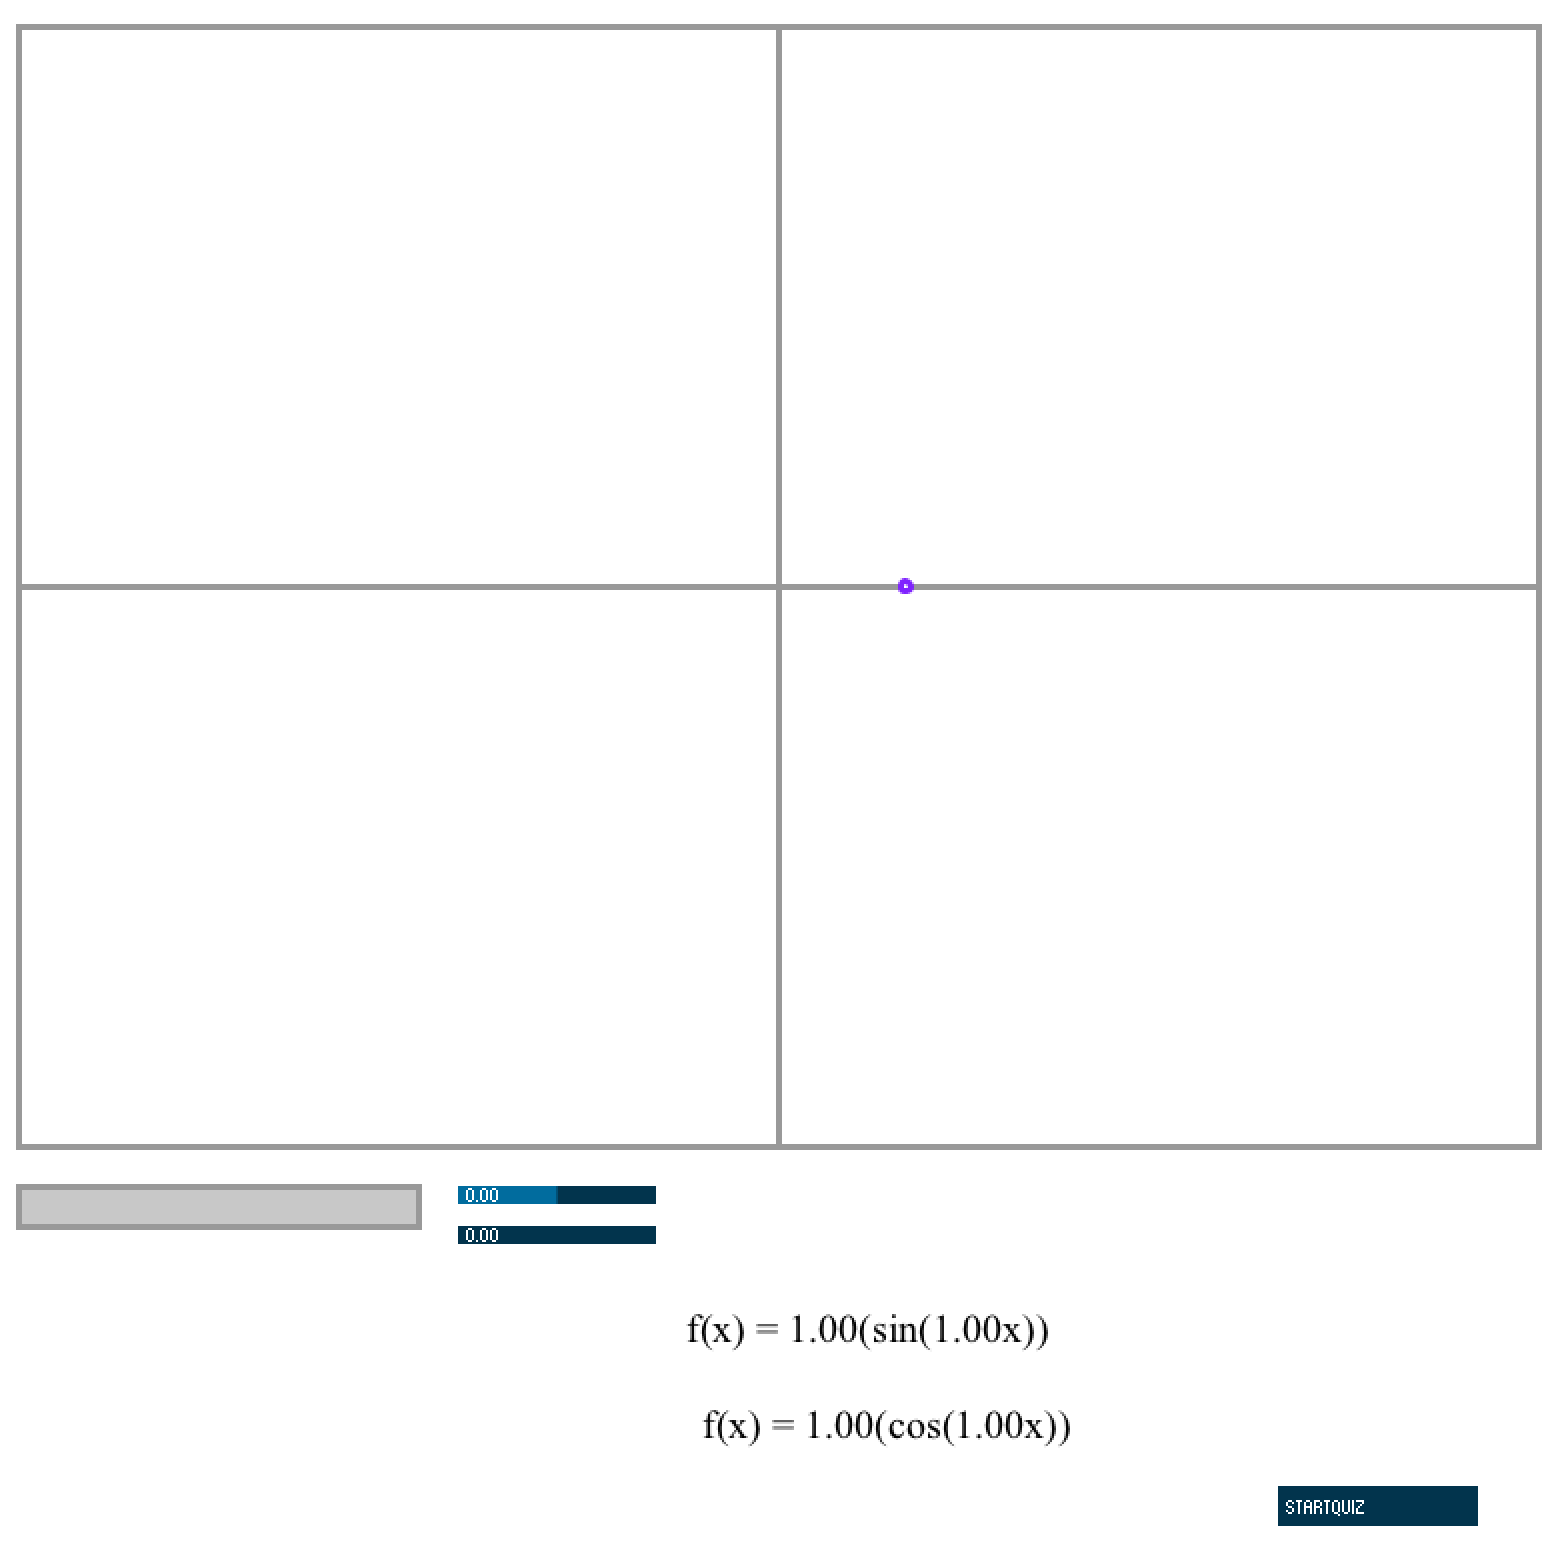 0.00
0.00
f(x) = 1.00(sin(1.00x))
f(x) = 1.00(cos(1.00x))
STARTQUIZ